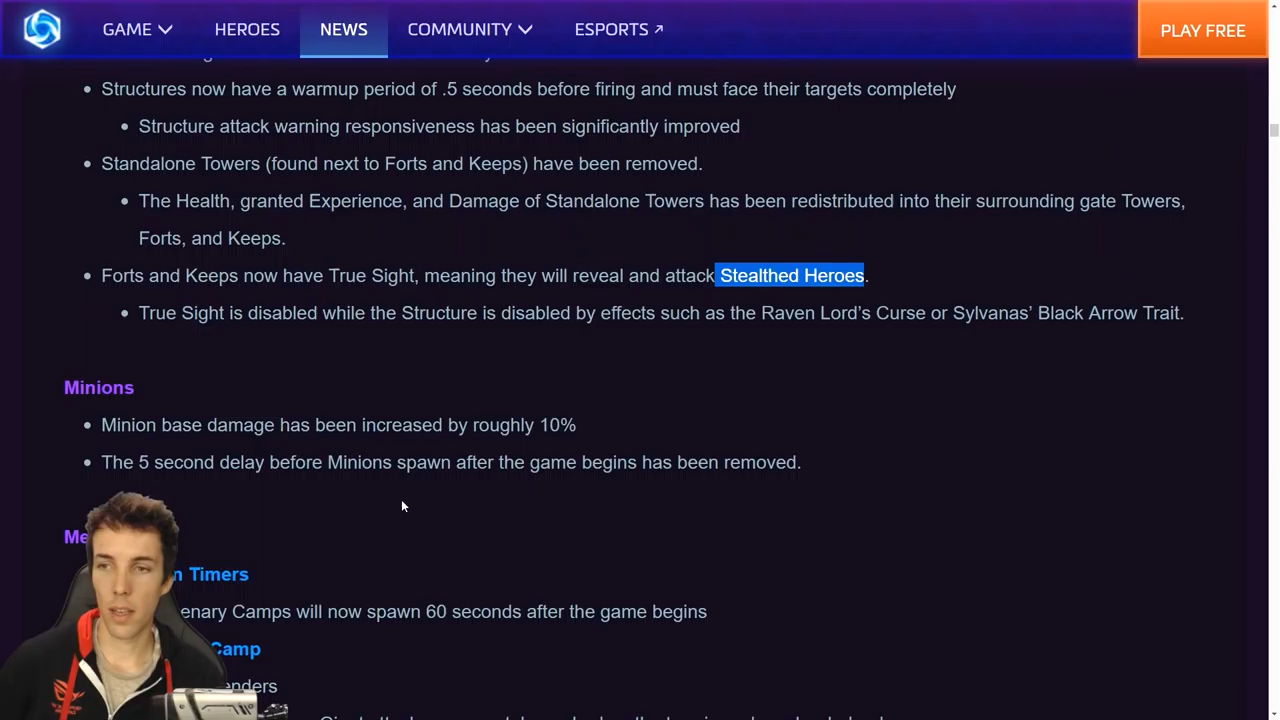 GAME HEROES NEWS COMMUNITY ESPORTS ↗ PLAY FREE
• Structures now have a warmup period of .5 seconds before firing and must face their targets completely
• Structure attack warning responsiveness has been significantly improved
• Standalone Towers (found next to Forts and Keeps) have been removed.
• The Health, granted Experience, and Damage of Standalone Towers has been redistributed into their surrounding gate Towers,
Forts, and Keeps.
• Forts and Keeps now have True Sight, meaning they will reveal and attack Stealthed Heroes.
• True Sight is disabled while the Structure is disabled by effects such as the Raven Lord’s Curse or Sylvanas’ Black Arrow Trait.
Minions
• Minion base damage has been increased by roughly 10%
• The 5 second delay before Minions spawn after the game begins has been removed.
Timers
Camps will now spawn 60 seconds after the game begins
Camp